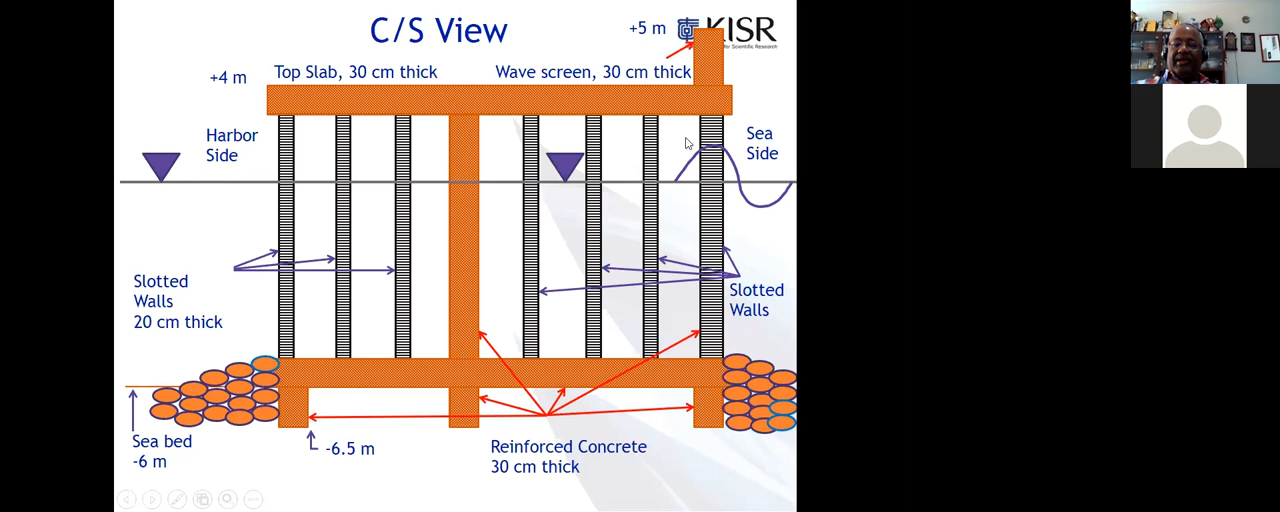 C/S View
+5 m
KISR
for Scientific Research
+4 m
Top Slab, 30 cm thick
Wave screen, 30 cm thick
Harbor
Side
Sea
Side
Slotted
Walls
20 cm thick
Slotted
Walls
Sea bed
-6 m
-6.5 m
Reinforced Concrete
30 cm thick